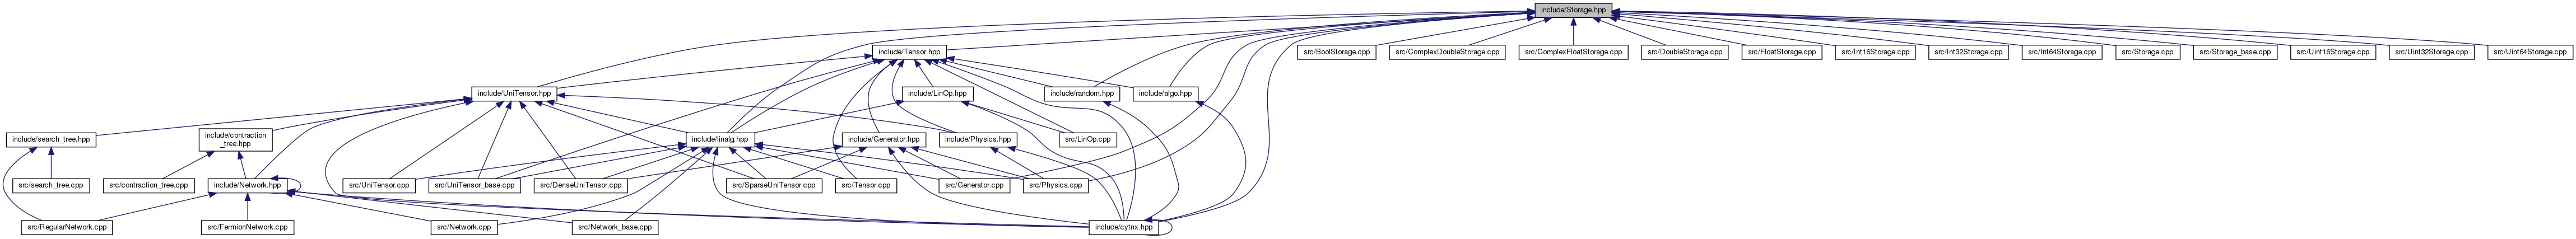 include/Storage.hpp
include/Tensor.hpp
src/BoolStorage.cpp
src/ComplexDoubleStorage.cpp
src/ComplexFloatStorage.cpp
src/DoubleStorage.cpp
src/FloatStorage.cpp
src/Int16Storage.cpp
src/Int32Storage.cpp
src/Int64Storage.cpp
src/Storage.cpp
src/Storage_base.cpp
src/Uint16Storage.cpp
src/Uint32Storage.cpp
src/Uint64Storage.cpp
include/UniTensor.hpp
include/LinOp.hpp
include/random.hpp
include/algo.hpp
include/search_tree.hpp
include/contraction
_tree.hpp
include/linalg.hpp
include/Generator.hpp
include/Physics.hpp
src/LinOp.cpp
src/search_tree.cpp
src/contraction_tree.cpp
include/Network.hpp
src/UniTensor.cpp
src/UniTensor_base.cpp
src/DenseUniTensor.cpp
src/SparseUniTensor.cpp
src/Tensor.cpp
src/Generator.cpp
src/Physics.cpp
src/RegularNetwork.cpp
src/FermionNetwork.cpp
src/Network.cpp
src/Network_base.cpp
include/cytnx.hpp